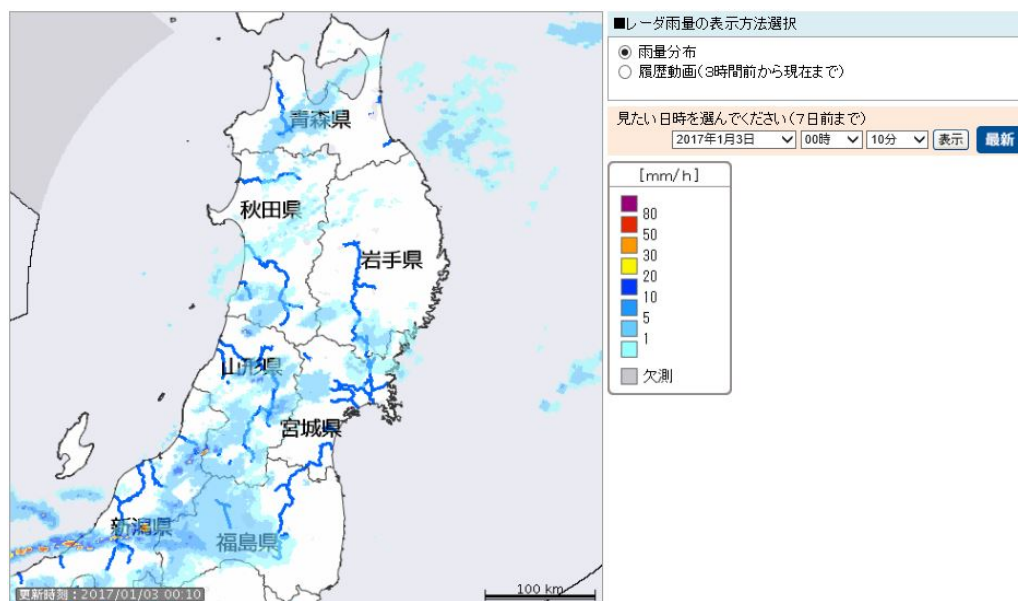 ■レーダ雨量の表示方法選択
雨量分布
履歴動画(3時間前から現在まで)
見たい日時を選んでください(7日前まで)
2017年1月3日 00時 10分 表示 最新
[mm/h]
80
50
30
20
10
5
1
欠測
青森県
秋田県
岩手県
山形県
宮城県
新潟県
福島県
更新時刻:2017/01/03 00:10
100 km